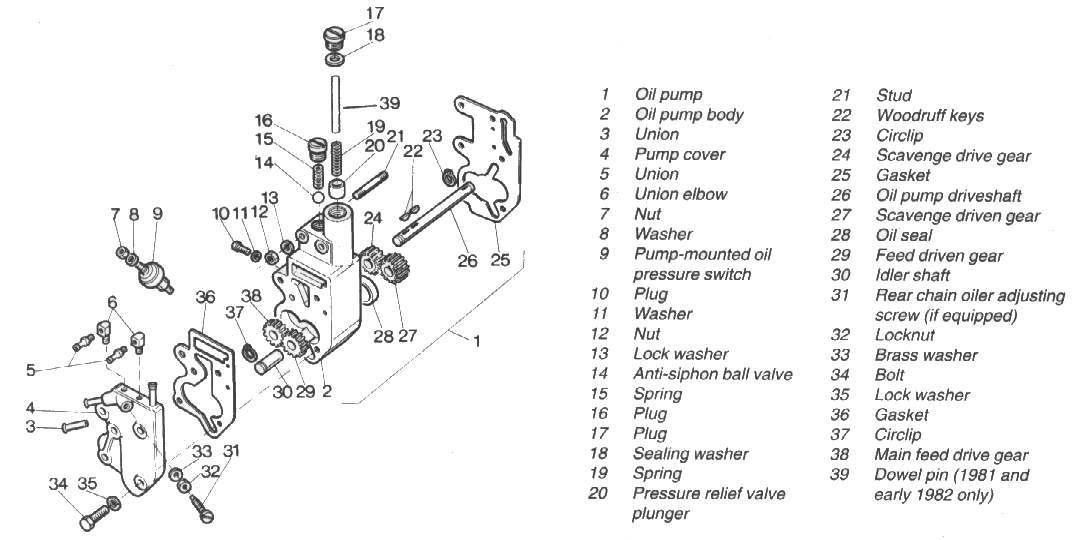 17
18
39
16
19
15
20
21
22
23
14
13
7 8 9
10 11 12
24
26 25
36
38
37
28 27
1
6
5
30 29 2
4
3
33
31
32
34 35
1 Oil pump
2 Oil pump body
3 Union
4 Pump cover
5 Union
6 Union elbow
7 Nut
8 Washer
9 Pump-mounted oil
pressure switch
10 Plug
11 Washer
12 Nut
13 Lock washer
14 Anti-siphon ball valve
15 Spring
16 Plug
17 Plug
18 Sealing washer
19 Spring
20 Pressure relief valve
plunger
21 Stud
22 Woodruff keys
23 Circlip
24 Scavenge drive gear
25 Gasket
26 Oil pump driveshaft
27 Scavenge driven gear
28 Oil seal
29 Feed driven gear
30 Idler shaft
31 Rear chain oiler adjusting
screw (if equipped)
32 Locknut
33 Brass washer
34 Bolt
35 Lock washer
36 Gasket
37 Circlip
38 Main feed drive gear
39 Dowel pin (1981 and
early 1982 only)